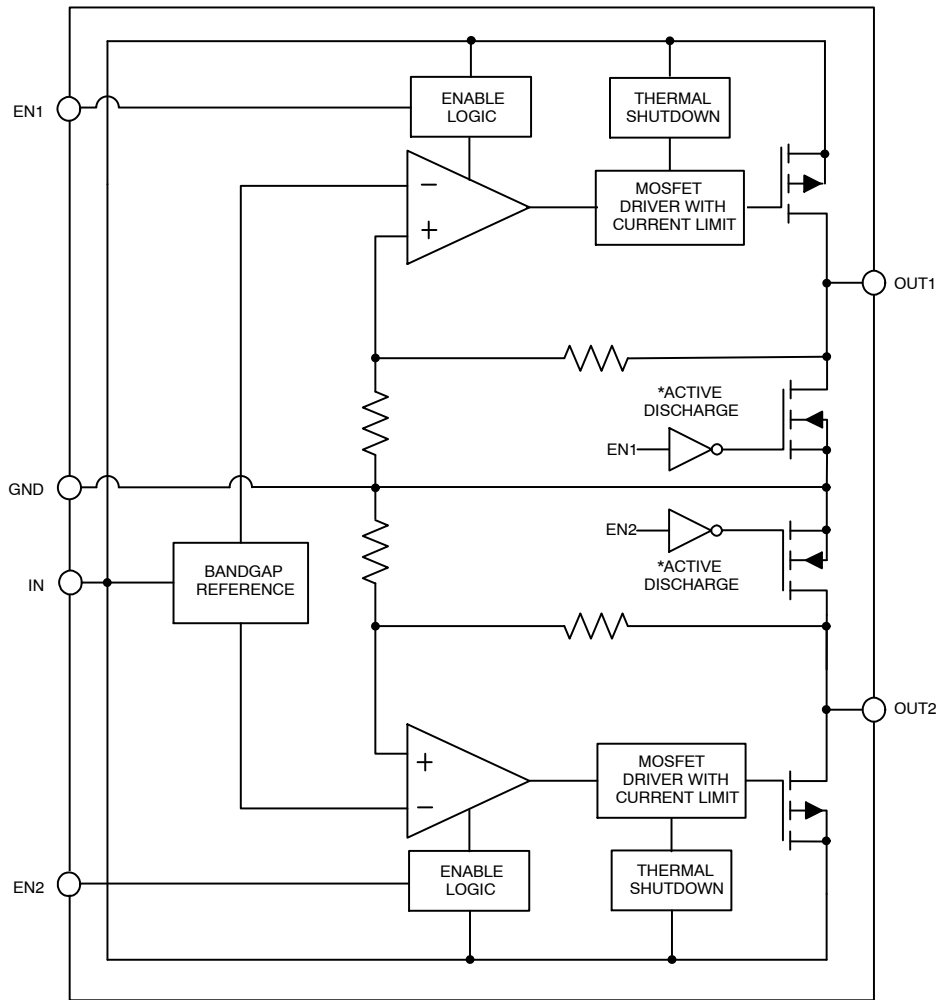 EN1
ENABLE
LOGIC
THERMAL
SHUTDOWN
−
+
MOSFET
DRIVER WITH
CURRENT LIMIT
OUT1
*ACTIVE
DISCHARGE
EN1
GND
EN2
*ACTIVE
DISCHARGE
IN
BANDGAP
REFERENCE
OUT2
+
−
MOSFET
DRIVER WITH
CURRENT LIMIT
EN2
ENABLE
LOGIC
THERMAL
SHUTDOWN